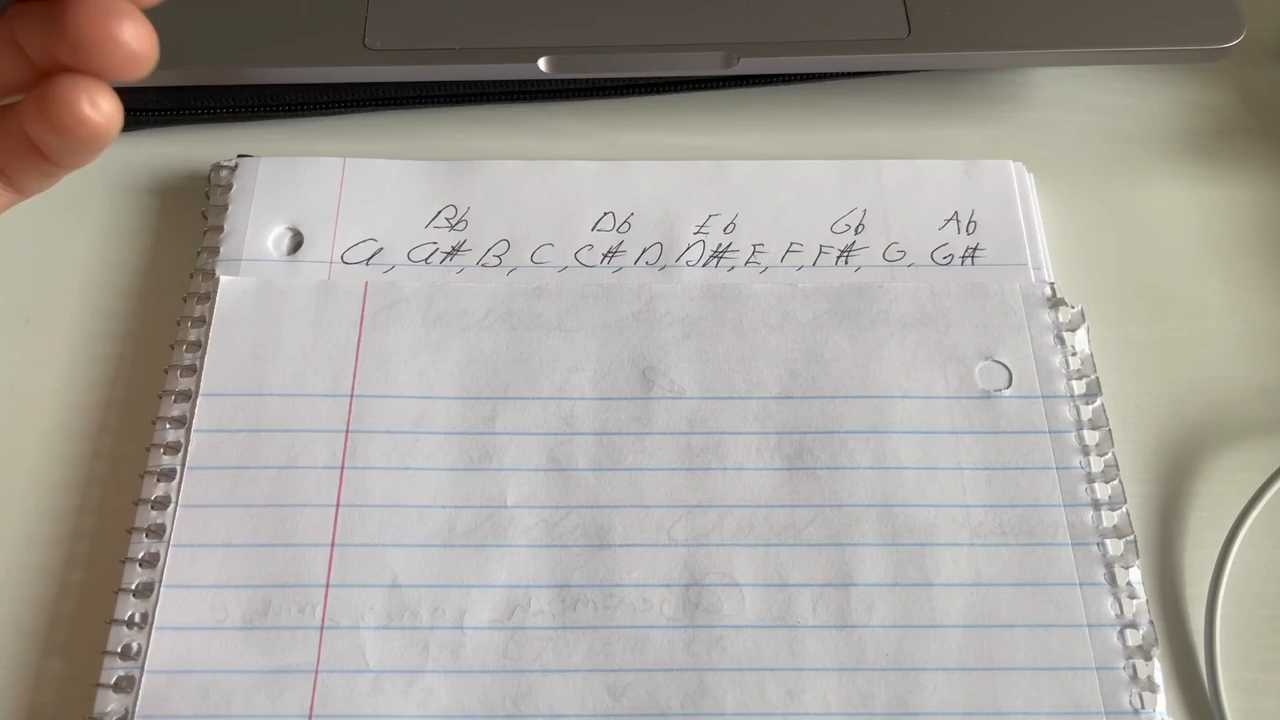 Bb Db Eb Gb Ab
A, A#, B, C, C#, D, D#, E, F, F#, G, G#